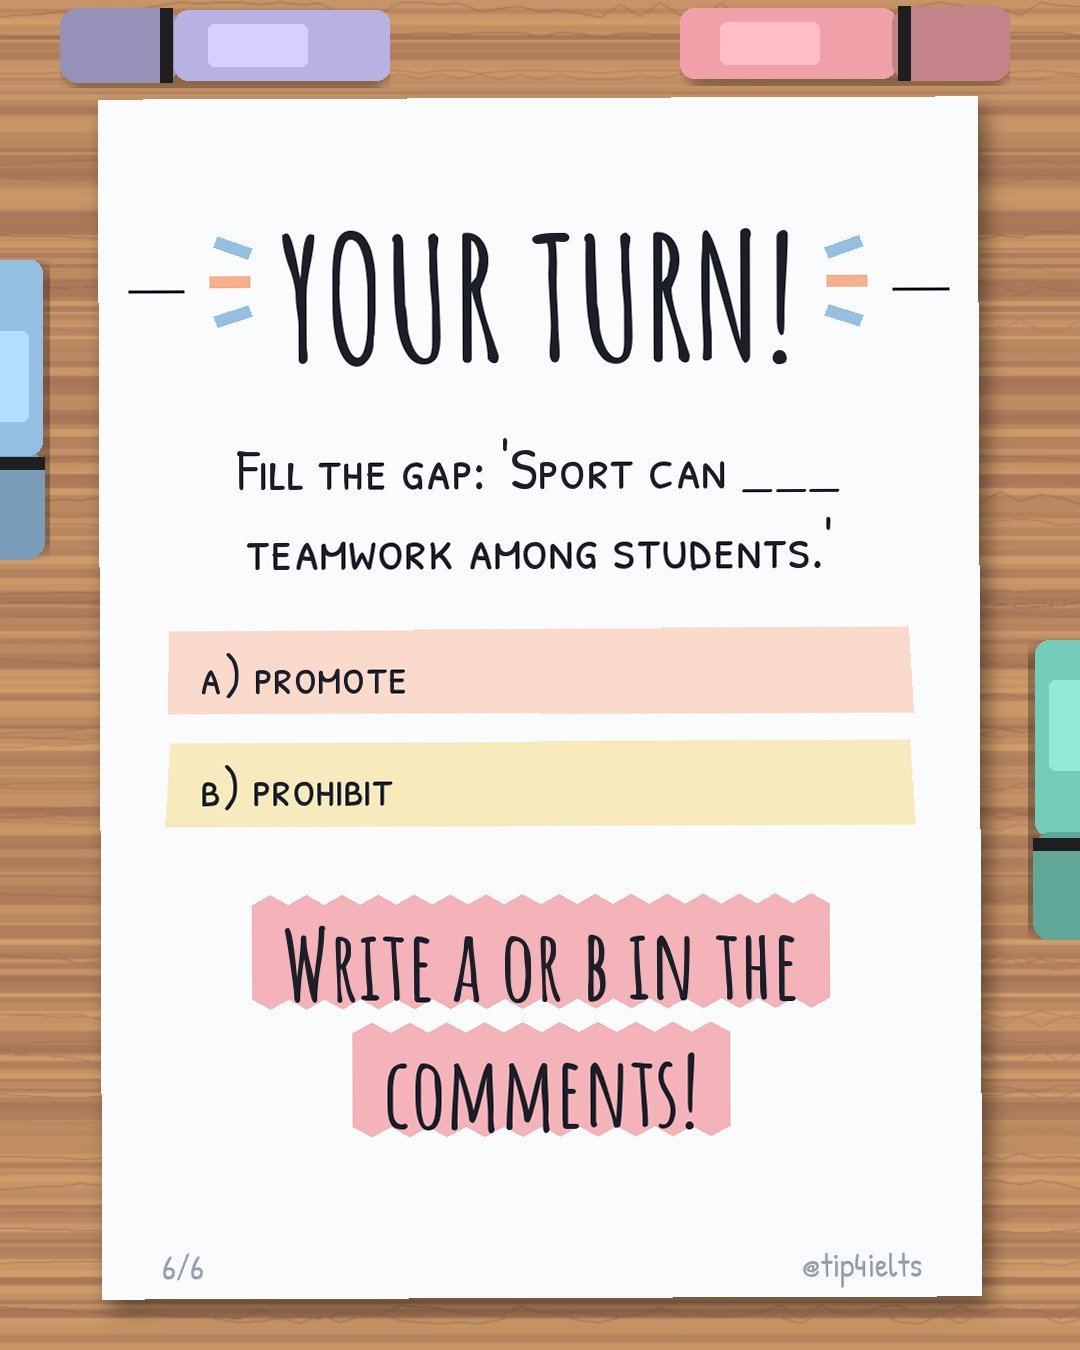 YOUR TURN!
Fill the gap: 'Sport can ___
teamwork among students.'
a) promote
b) prohibit
Write A or B in the
comments!
6/6
@tip4ielts